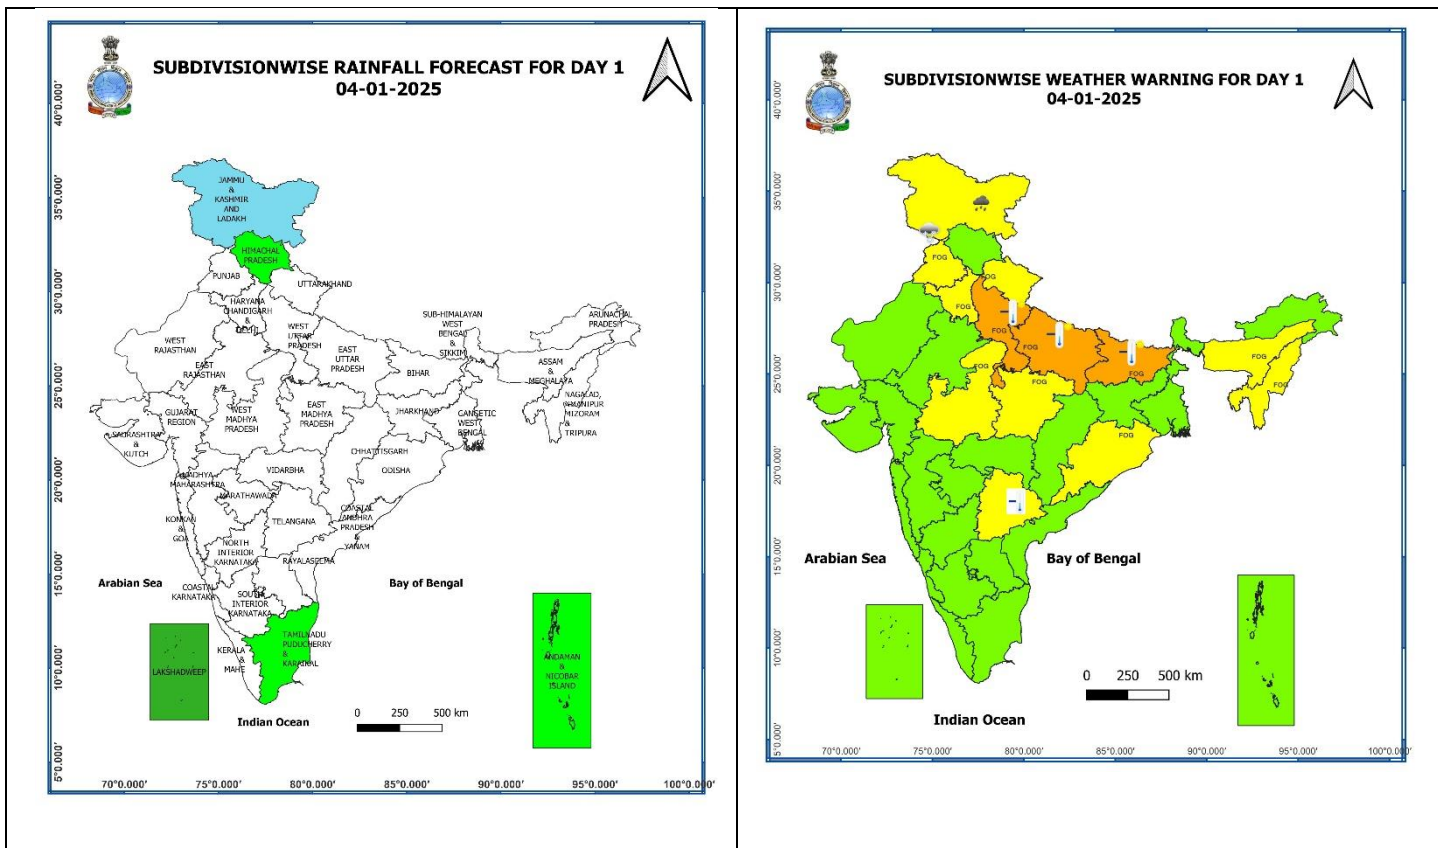 SUBDIVISIONWISE RAINFALL FORECAST FOR DAY 1
04-01-2025
40°0.000'
35°0.000'
30°0.000'
25°0.000'
20°0.000'
15°0.000'
10°0.000'
5°0.000'
JAMMU
&
KASHMIR
AND
LADAKH
HIMACHAL
PRADESH
PUNJAB
UTTARAKHAND
HARYANA
CHANDIGARH
&
DELHI
WEST
UTTAR
PRADESH
SUB-HIMALAYAN
WEST
BENGAL
&
SIKKIM
ARUNACHAL
PRADESH
WEST
RAJASTHAN
EAST
RAJASTHAN
EAST
UTTAR
PRADESH
BIHAR
ASSAM
&
MEGHALAYA
NAGALAD,
MANIPUR
MIZORAM
&
TRIPURA
GUJARAT
REGION
WEST
MADHYA
PRADESH
EAST
MADHYA
PRADESH
JHARKHAND
GANGETIC
WEST
BENGAL
SAURASHTRA
&
KUTCH
CHHATTISGARH
ODISHA
VIDARBHA
MADHYA
MAHARASHTRA
MARATHAWADA
KONKAN
&
GOA
TELANGANA
COASTAL
ANDHRA
PRADESH
&
YANAM
NORTH
INTERIOR
KARNATAKA
RAYALASEEMA
Arabian Sea
Bay of Bengal
COASTAL
KARNATAKA
SOUTH
INTERIOR
KARNATAKA
TAMILNADU
PUDUCHERRY
&
KARAIKAL
KERALA
&
MAHE
LAKSHADWEEP
ANDAMAN
&
NICOBAR
ISLAND
Indian Ocean
0 250 500 km
70°0.000' 75°0.000' 80°0.000' 85°0.000' 90°0.000' 95°0.000' 100°0.000'
SUBDIVISIONWISE WEATHER WARNING FOR DAY 1
04-01-2025
40°0.000'
35°0.000'
30°0.000'
25°0.000'
20°0.000'
15°0.000'
10°0.000'
5°0.000'
FOG
FOG
FOG
FOG
FOG
FOG
FOG
FOG
FOG
FOG
FOG
Arabian Sea
Bay of Bengal
Indian Ocean
0 250 500 km
70°0.000' 75°0.000' 80°0.000' 85°0.000' 90°0.000' 95°0.000' 100°0.000'